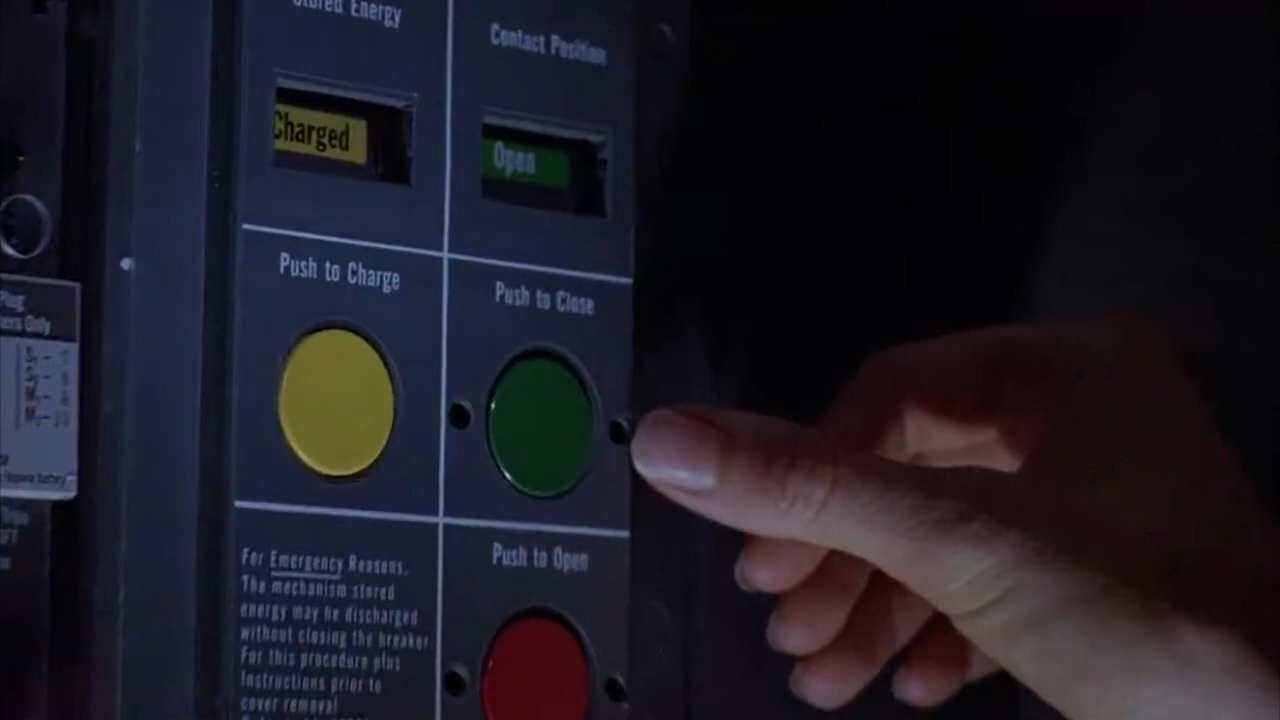 Stored Energy
Contact Position
Charged
Open
Push to Charge
Push to Close
Plug
Only
Push to Open
For Emergency Reasons.
The mechanism stored
energy may be discharged
without closing the breaker.
For this procedure plus
Instructions prior to
cover removal